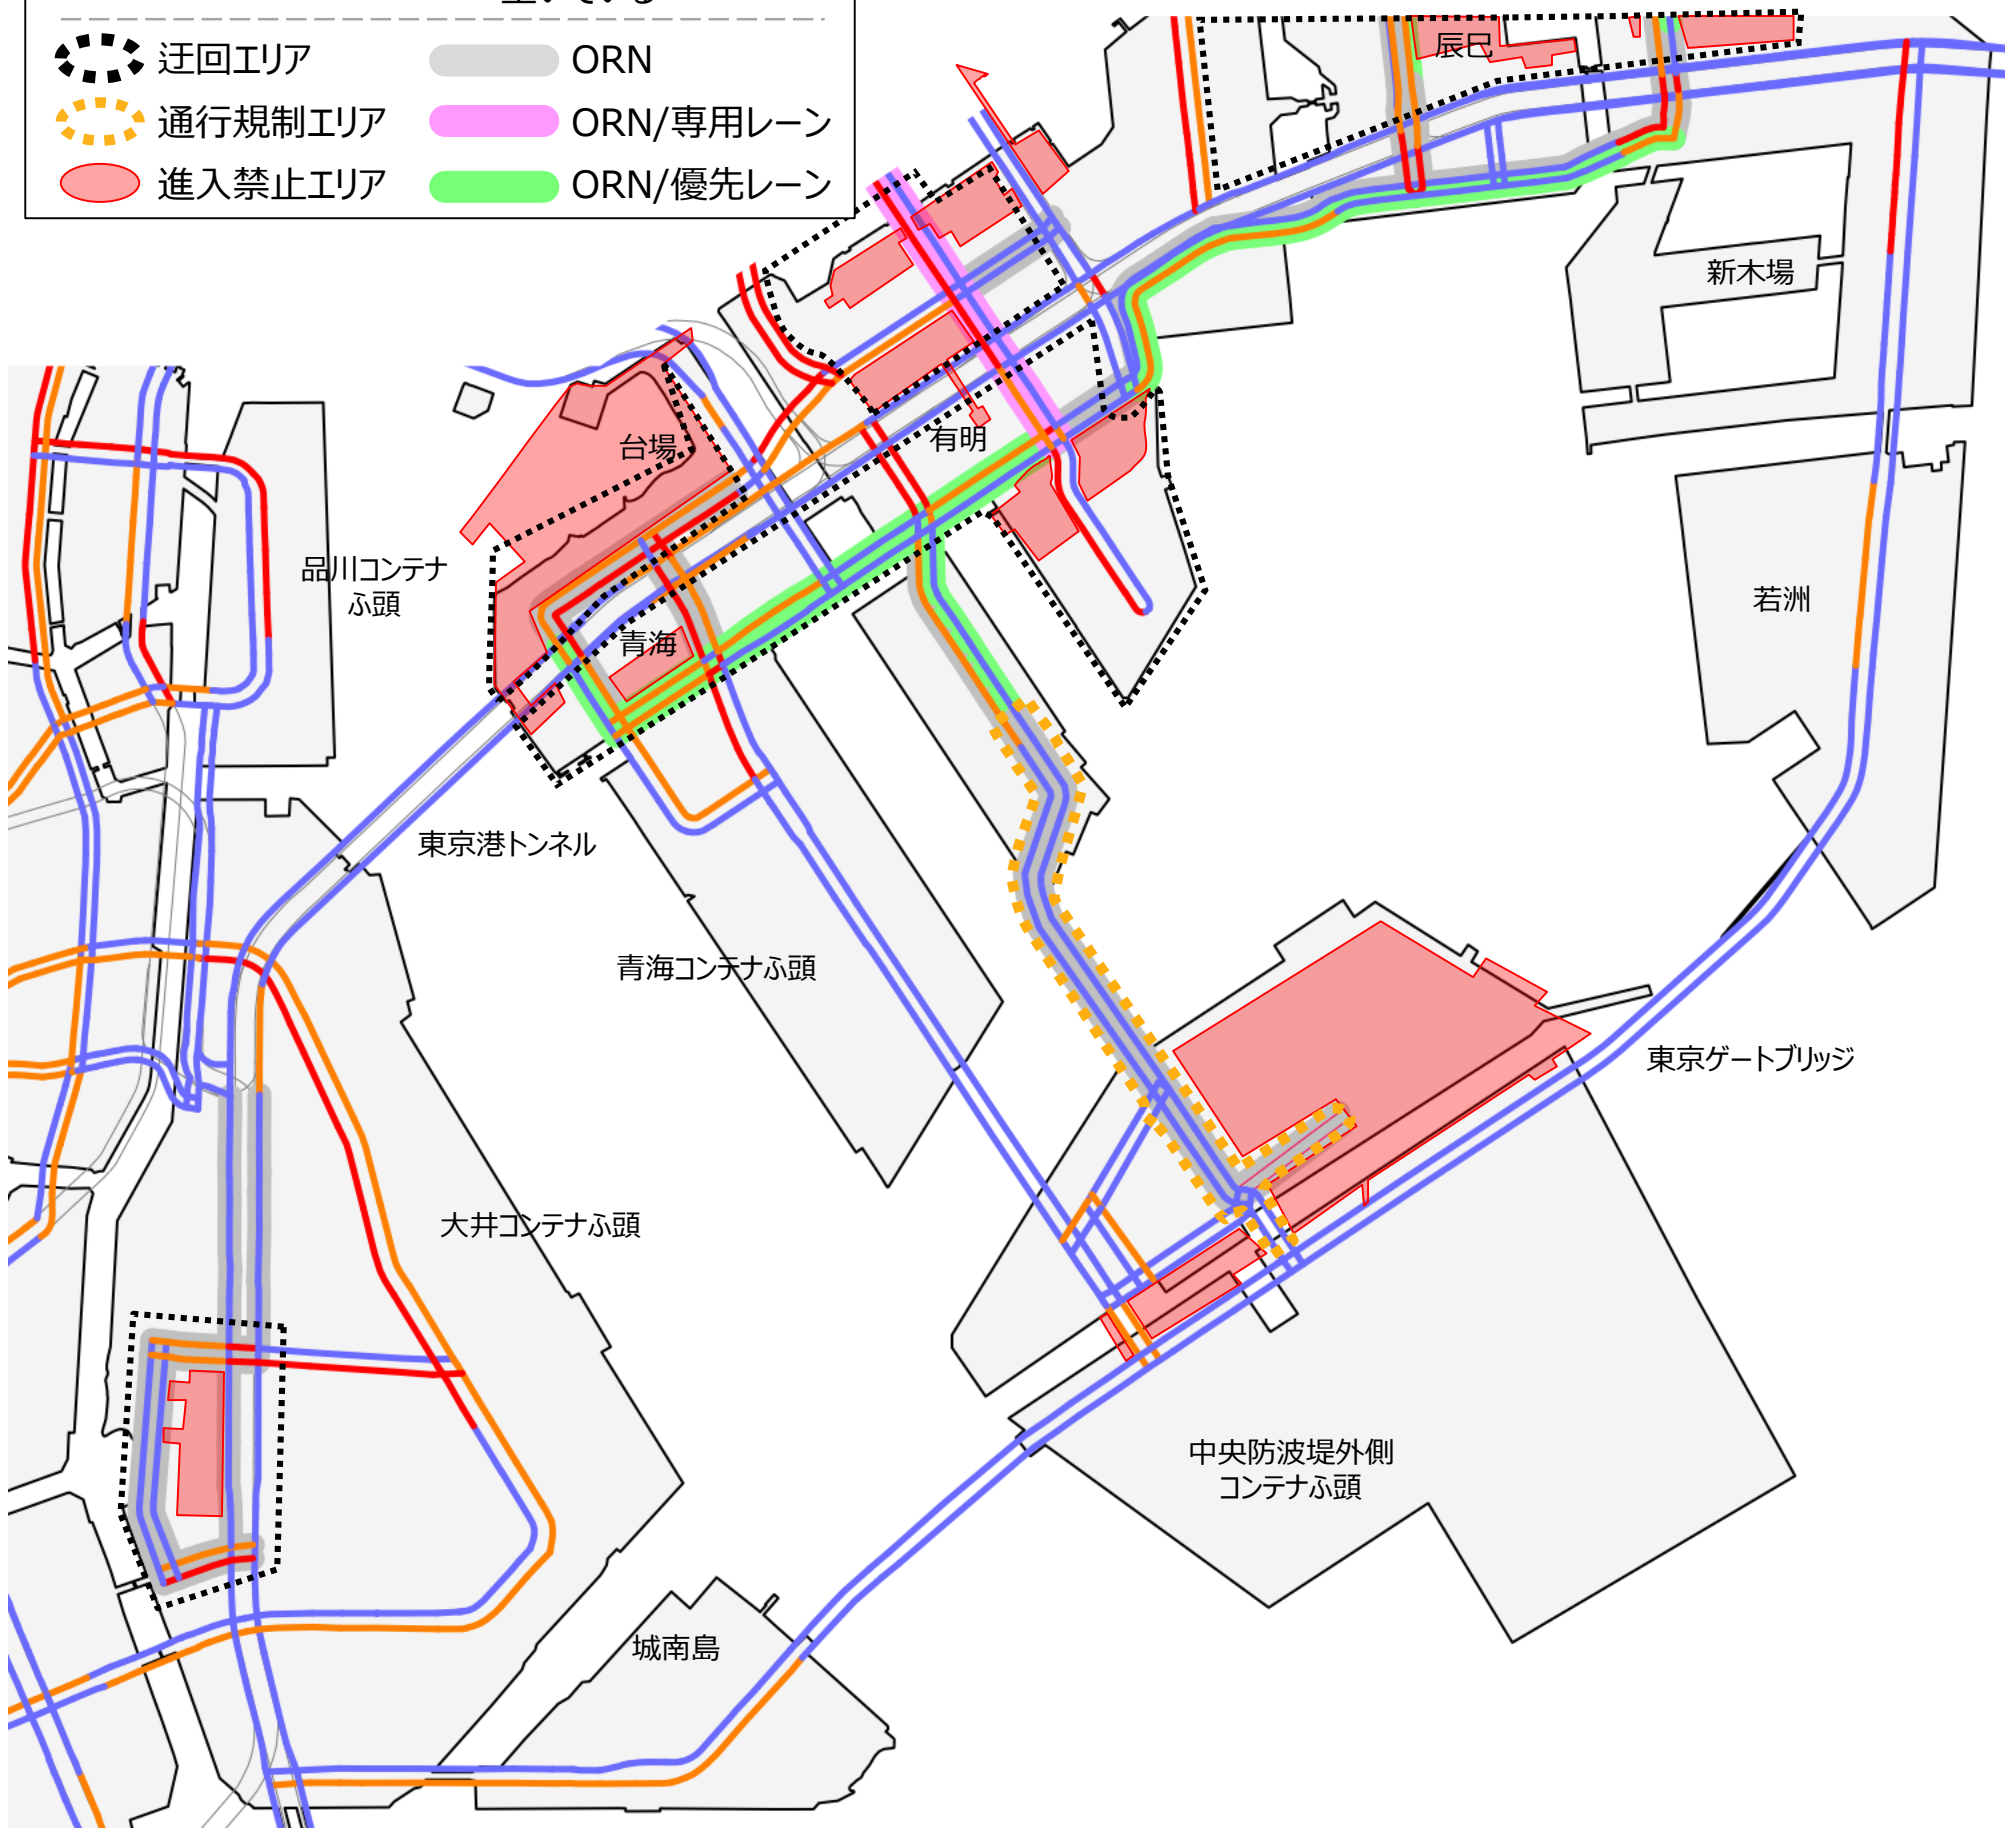 空いている
迂回エリア
ORN
通行規制エリア
ORN/専用レーン
進入禁止エリア
ORN/優先レーン
辰巳
新木場
台場
有明
品川コンテナ
ふ頭
若洲
青海
東京港トンネル
青海コンテナふ頭
東京ゲートブリッジ
大井コンテナふ頭
中央防波堤外側
コンテナふ頭
城南島